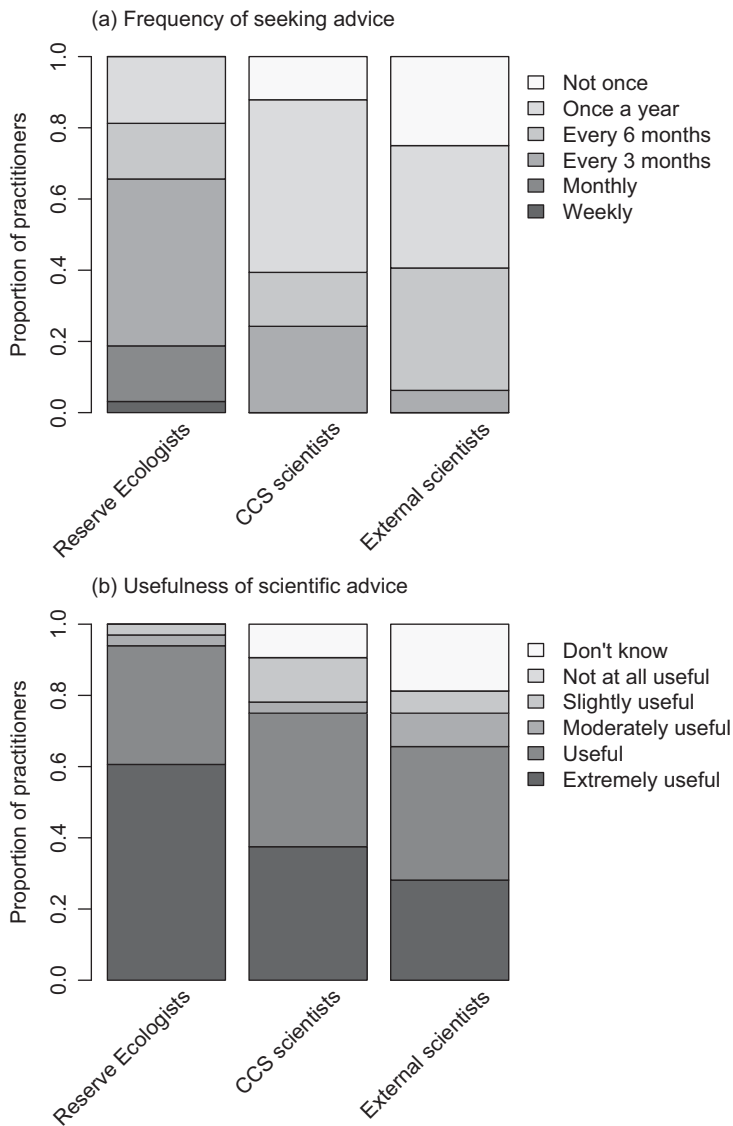 (a) Frequency of seeking advice
Proportion of practitioners
1.0
0.8
0.6
0.4
0.2
0.0
Not once
Once a year
Every 6 months
Every 3 months
Monthly
Weekly
Reserve Ecologists
CCS scientists
External scientists
(b) Usefulness of scientific advice
Proportion of practitioners
1.0
0.8
0.6
0.4
0.2
0.0
Don't know
Not at all useful
Slightly useful
Moderately useful
Useful
Extremely useful
Reserve Ecologists
CCS scientists
External scientists